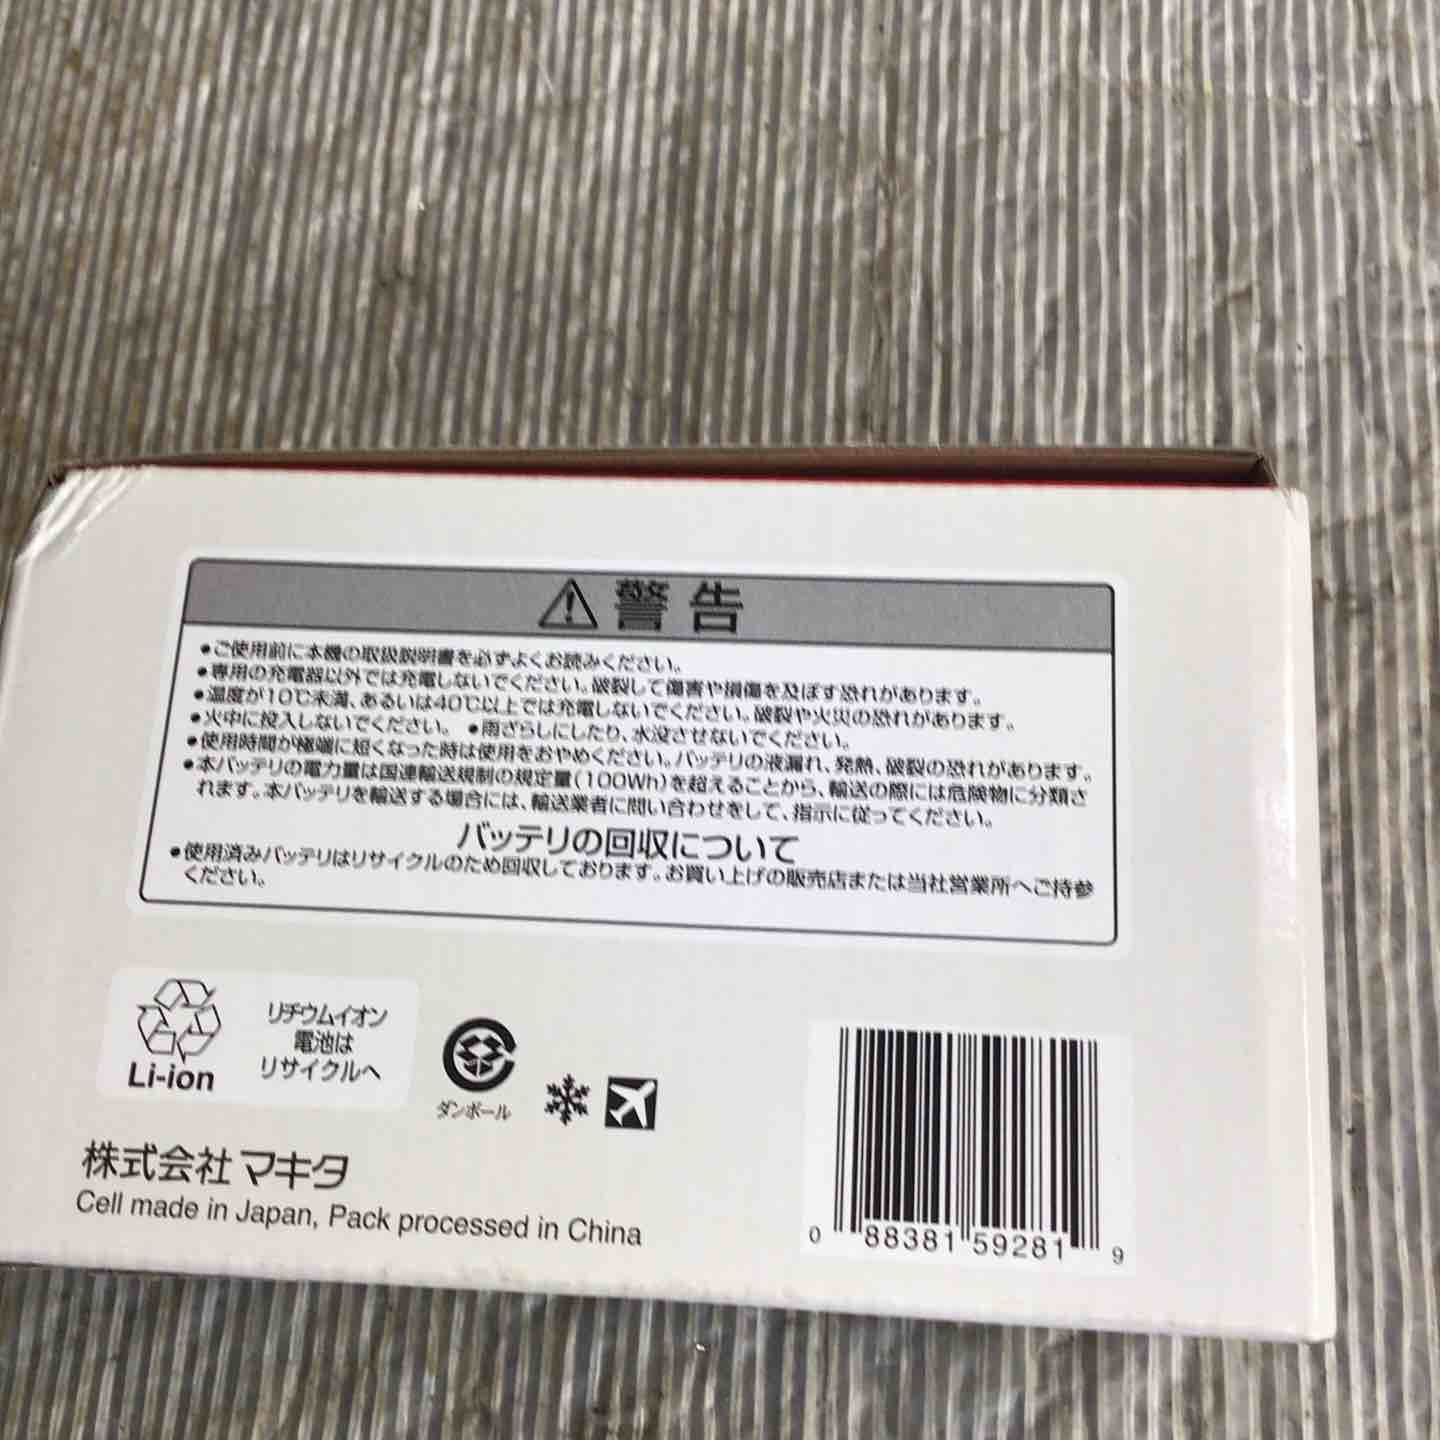 警告
●ご使用前に本機の取扱説明書を必ずよくお読みください。
●専用の充電器以外では充電しないでください。破裂して傷害や損傷を及ぼす恐れがあります。
●温度が10℃未満、あるいは40℃以上では充電しないでください。破裂や火災の恐れがあります。
●火中に投入しないでください。 ●雨ざらしにしたり、水没させないでください。
●使用時間が極端に短くなった時は使用をおやめください。バッテリの液漏れ、発熱、破裂の恐れがあります。
●本バッテリの電力量は国連輸送規制の規定量(100Wh)を超えることから、輸送の際には危険物に分類さ
れます。本バッテリを輸送する場合には、輸送業者に問い合わせをして、指示に従ってください。
バッテリの回収について
●使用済みバッテリはリサイクルのため回収しております。お買い上げの販売店または当社営業所へご持参
ください。
Li-ion
リチウムイオン
電池は
リサイクルへ
ダンボール
株式会社マキタ
Cell made in Japan, Pack processed in China
0 88381 59281 9